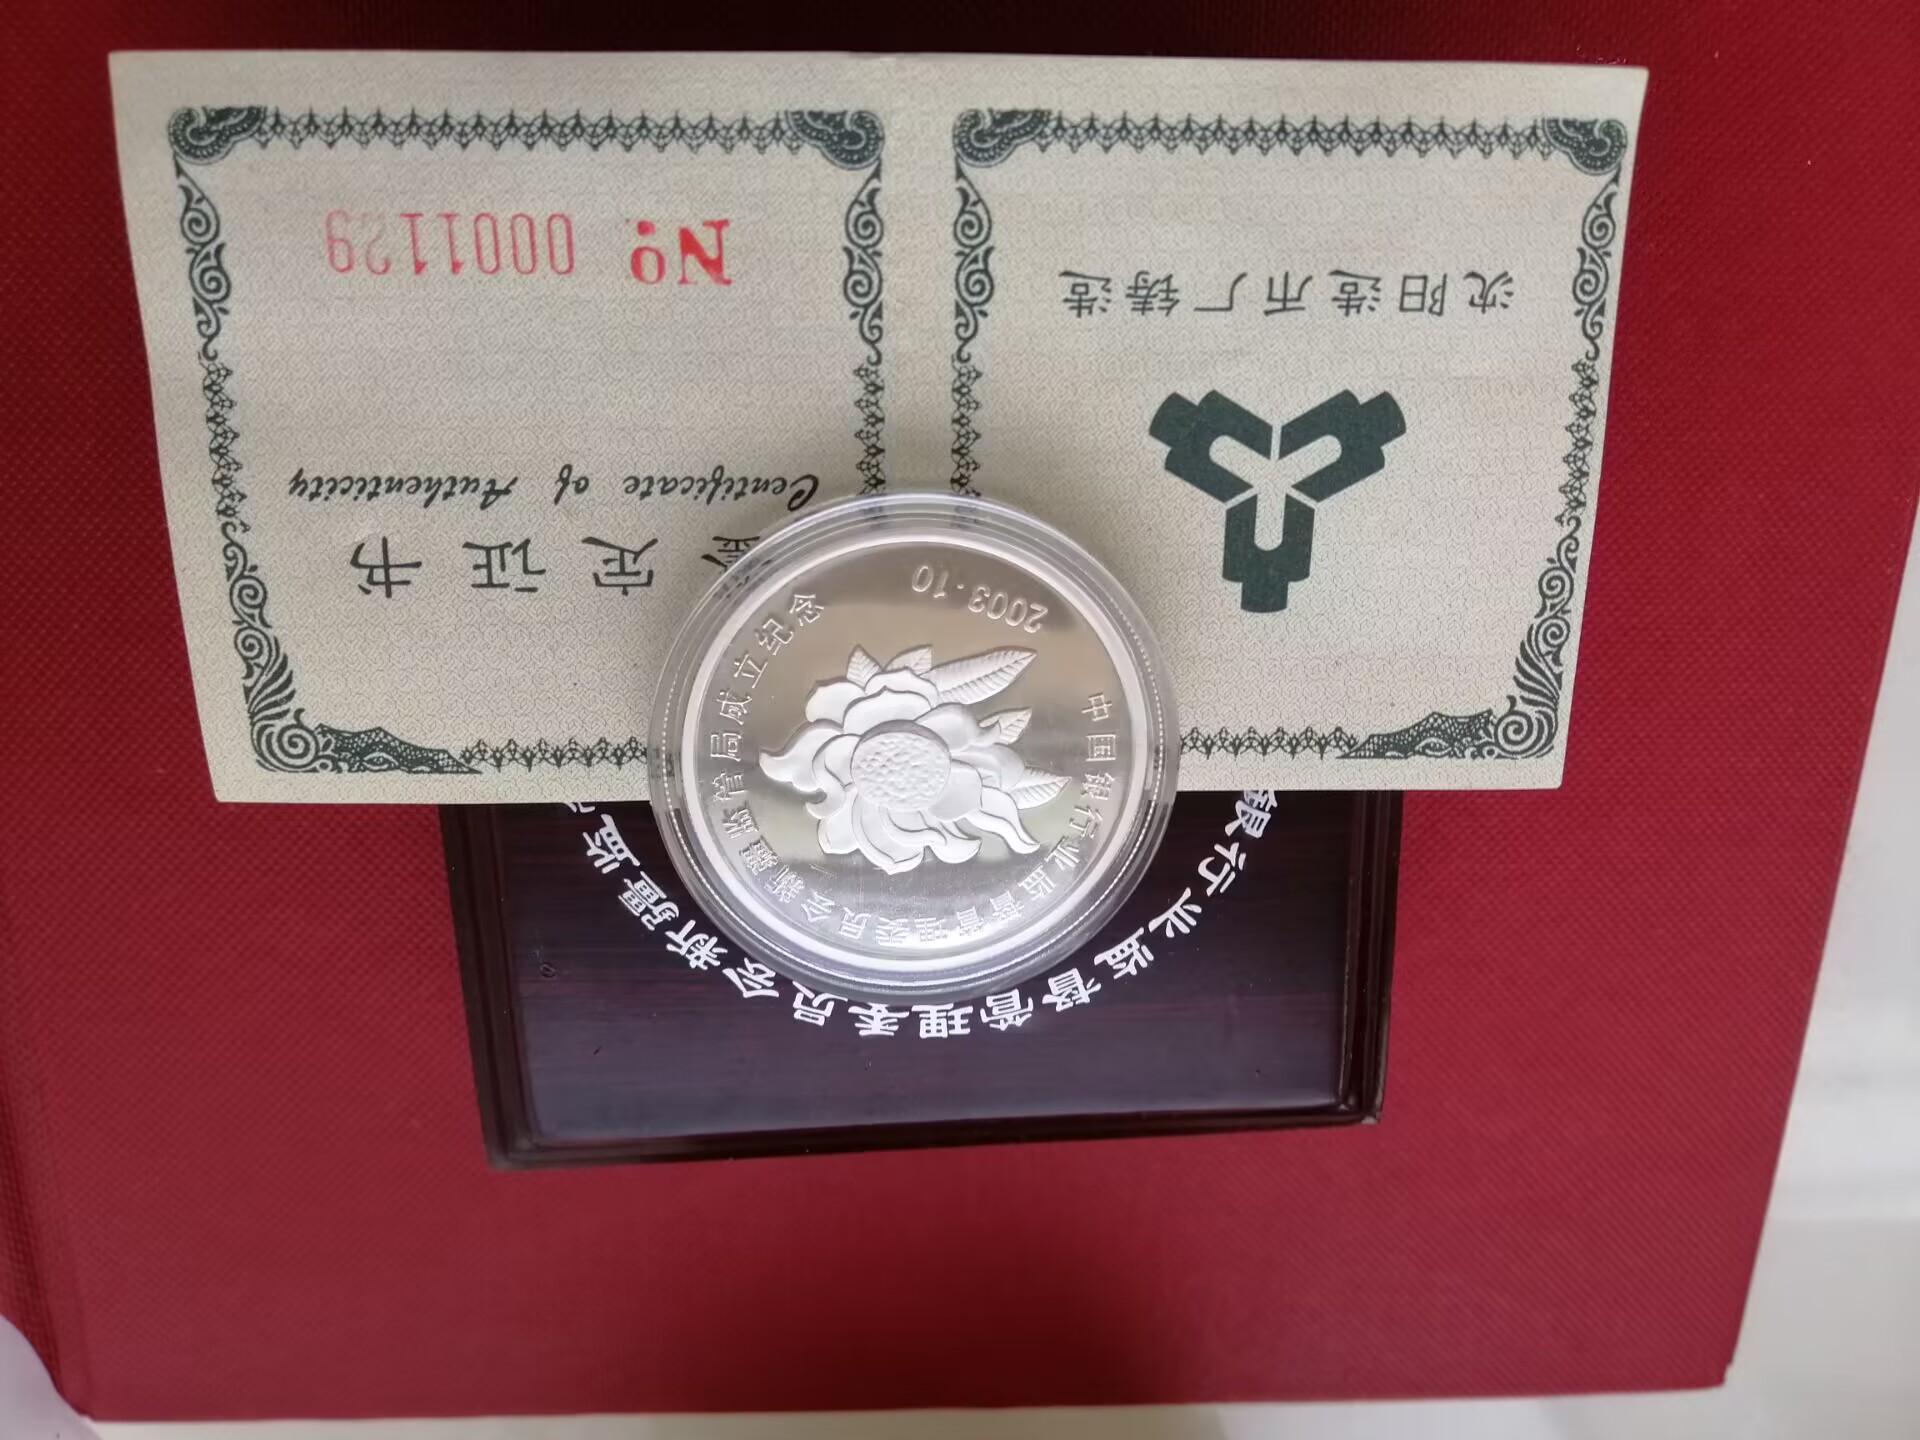 沈阳造币厂铸造
№ 0001129
鉴定证书
Certificate of Authenticity
中国银行业监督管理委员会新疆监管局成立纪念
2003·10
银行业监督管理委员会新疆监